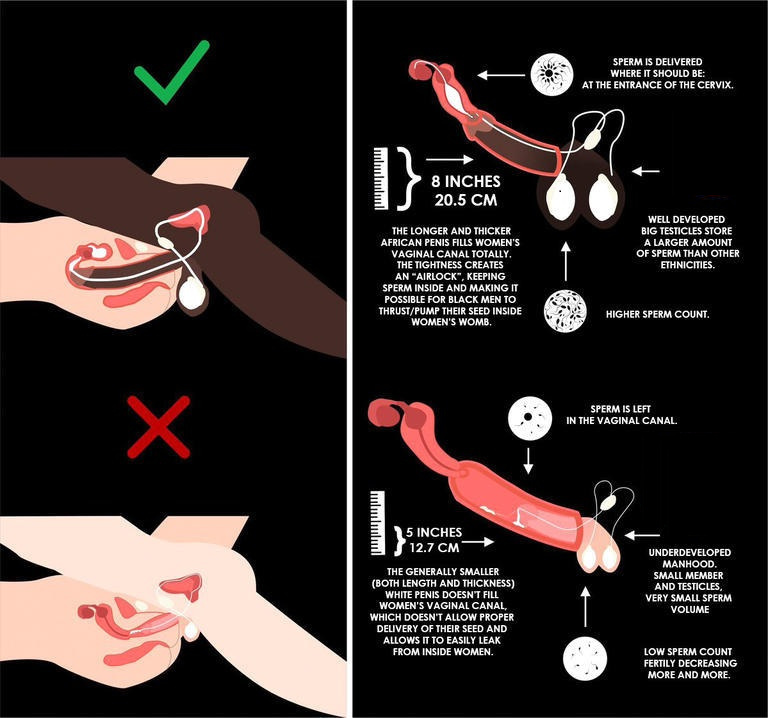 SPERM IS DELIVERED
WHERE IT SHOULD BE:
AT THE ENTRANCE OF THE CERVIX.
8 INCHES
20.5 CM
THE LONGER AND THICKER
AFRICAN PENIS FILLS WOMEN'S
VAGINAL CANAL TOTALLY.
THE TIGHTNESS CREATES
AN "AIRLOCK", KEEPING
SPERM INSIDE AND MAKING IT
POSSIBLE FOR BLACK MEN TO
THRUST/PUMP THEIR SEED INSIDE
WOMEN'S WOMB.
WELL DEVELOPED
BIG TESTICLES STORE
A LARGER AMOUNT
OF SPERM THAN OTHER
ETHNICITIES.
HIGHER SPERM COUNT.
SPERM IS LEFT
IN THE VAGINAL CANAL.
5 INCHES
12.7 CM
THE GENERALLY SMALLER
(BOTH LENGTH AND THICKNESS)
WHITE PENIS DOESN'T FILL
WOMEN'S VAGINAL CANAL,
WHICH DOESN'T ALLOW PROPER
DELIVERY OF THEIR SEED AND
ALLOWS IT TO EASILY LEAK
FROM INSIDE WOMEN.
UNDERDEVELOPED
MANHOOD.
SMALL MEMBER
AND TESTICLES,
VERY SMALL SPERM
VOLUME
LOW SPERM COUNT
FERTILY DECREASING
MORE AND MORE.